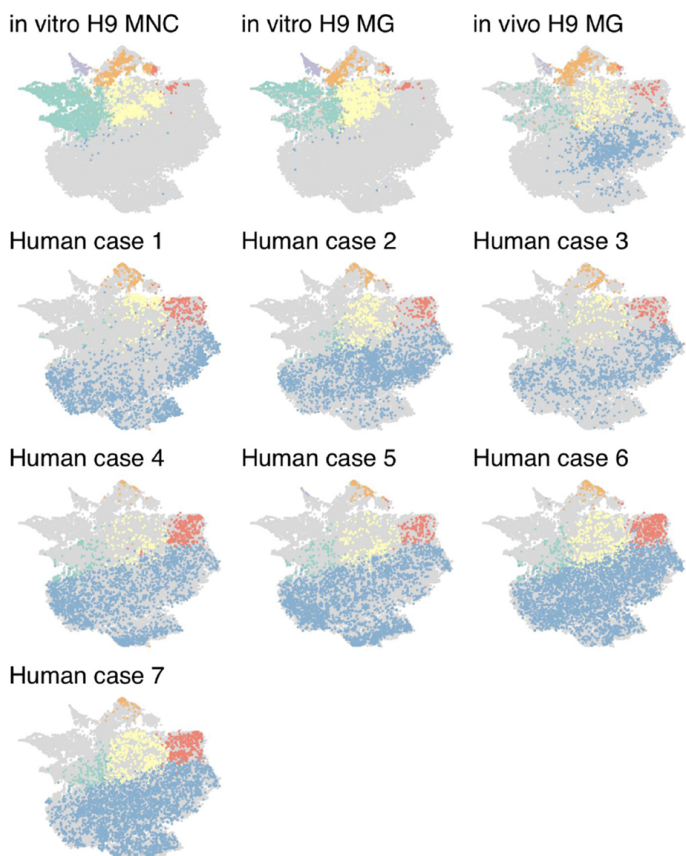 in vitro H9 MNC
in vitro H9 MG
in vivo H9 MG
Human case 1
Human case 2
Human case 3
Human case 4
Human case 5
Human case 6
Human case 7